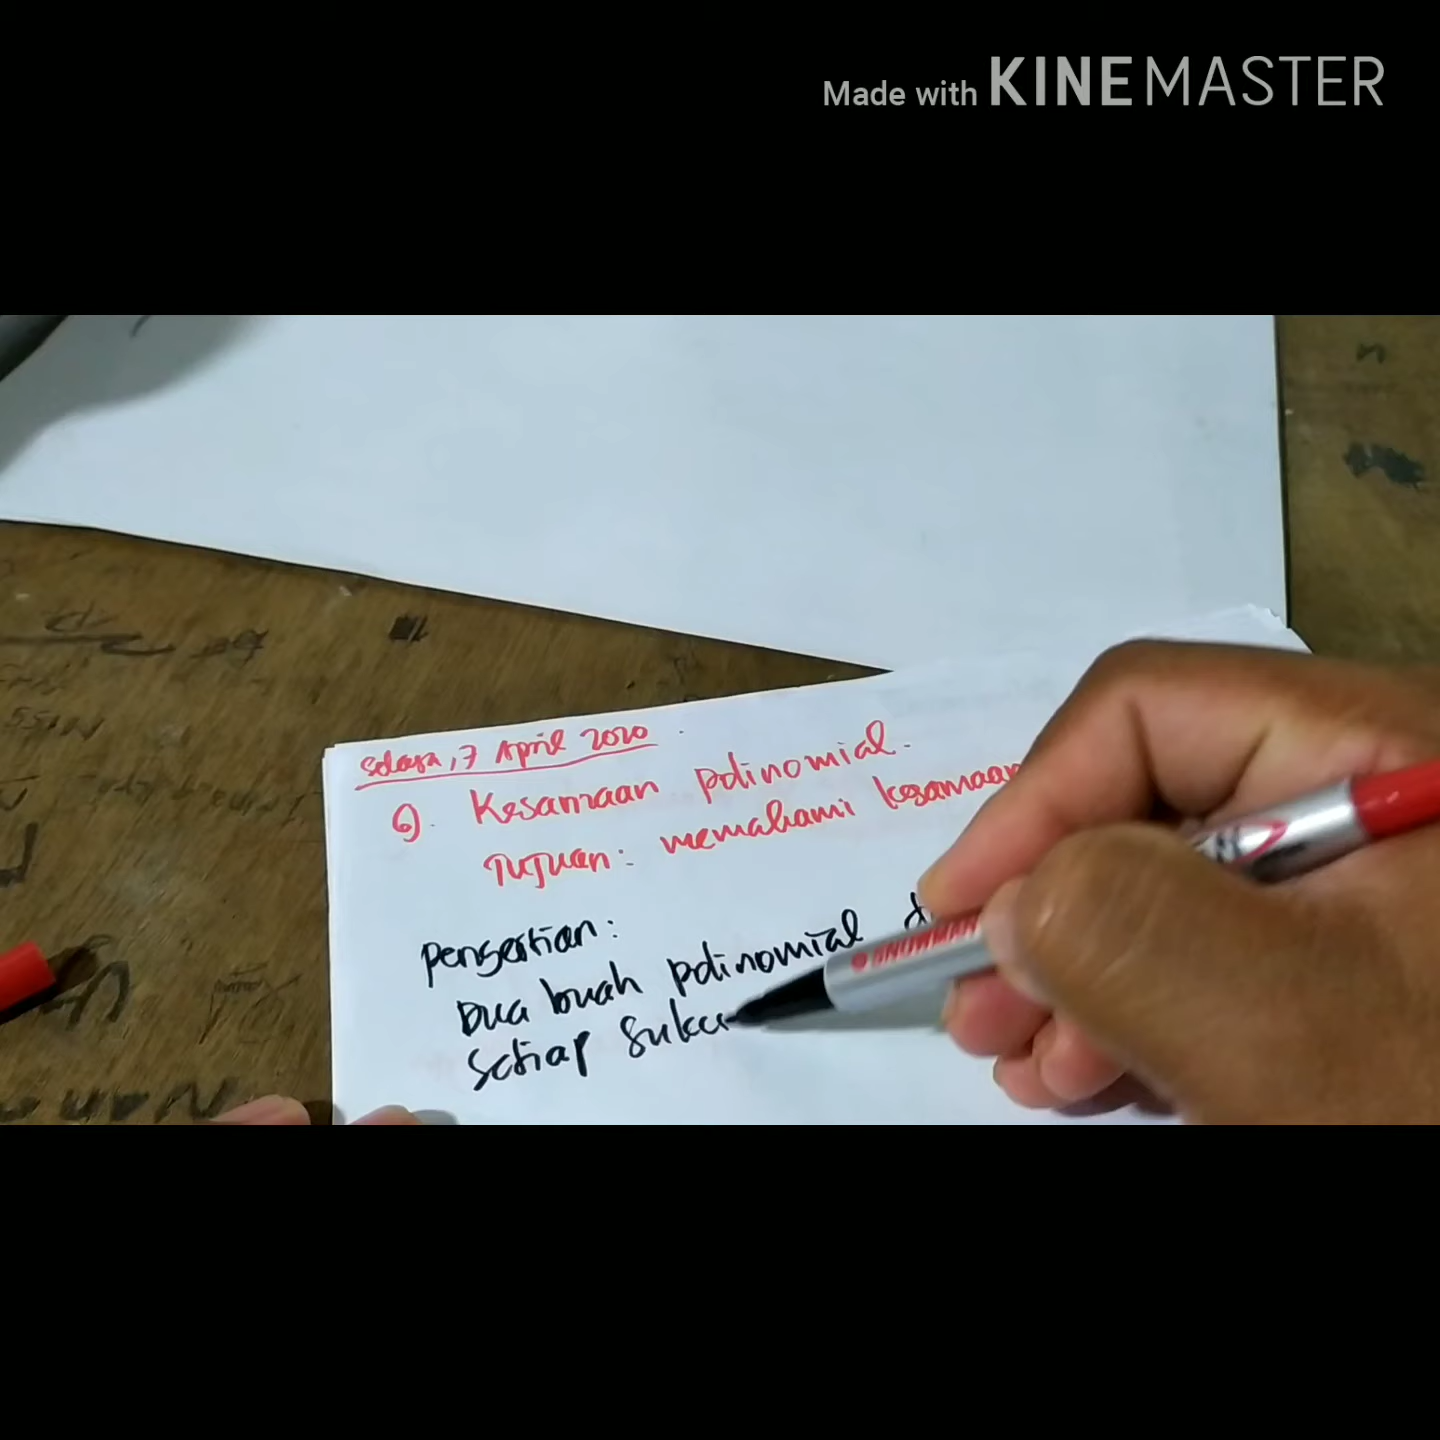 Made with KINEMASTER
Selasa, 7 April 2020
6). Kesamaan polinomial.
Tujuan: memahami kesamaan
Pengertian:
Dua buah polinomial
Setiap suku
SNOWMAN